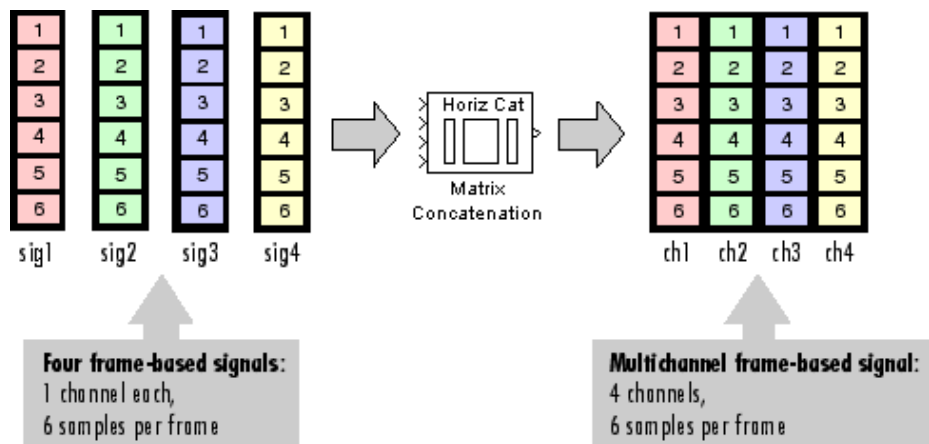 1 1 1 1 1 1 1 1
2 2 2 2 2 2 2 2
3 3 3 3 Horiz Cat 3 3 3 3
4 4 4 4 4 4 4 4
5 5 5 5 Matrix 5 5 5 5
6 6 6 6 Concatenation 6 6 6 6
sig1 sig2 sig3 sig4 ch1 ch2 ch3 ch4
Four frame-based signals:
1 channel each,
6 samples per frame
Multichannel frame-based signal:
4 channels,
6 samples per frame